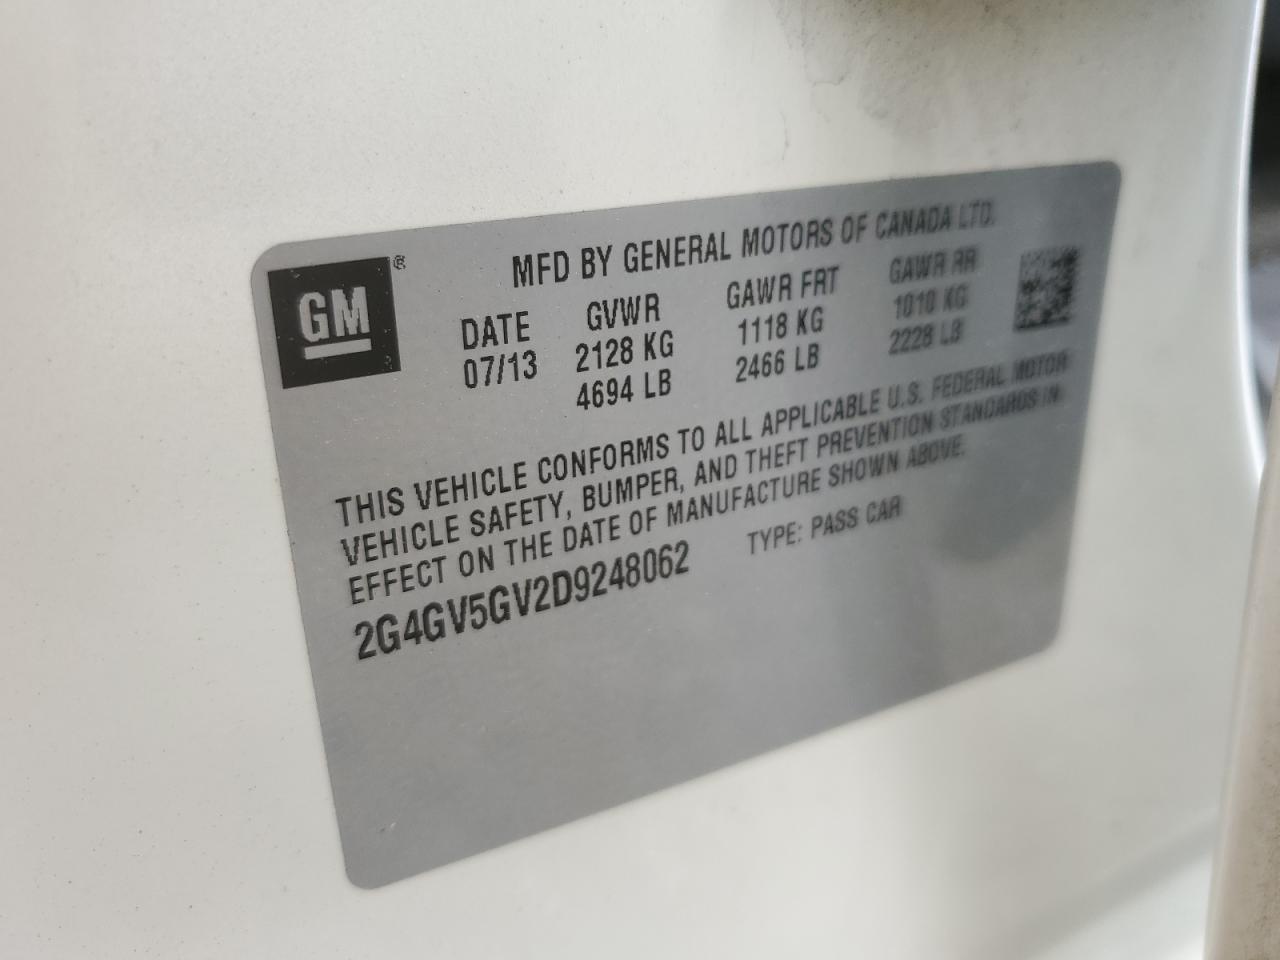 GM®
MFD BY GENERAL MOTORS OF CANADA LTD.
DATE GVWR GAWR FRT GAWR RR
07/13 2128 KG 1118 KG 1010 KG
4694 LB 2466 LB 2228 LB
THIS VEHICLE CONFORMS TO ALL APPLICABLE U.S. FEDERAL MOTOR
VEHICLE SAFETY, BUMPER, AND THEFT PREVENTION STANDARDS IN
EFFECT ON THE DATE OF MANUFACTURE SHOWN ABOVE.
2G4GV5GV2D9248062 TYPE: PASS CAR